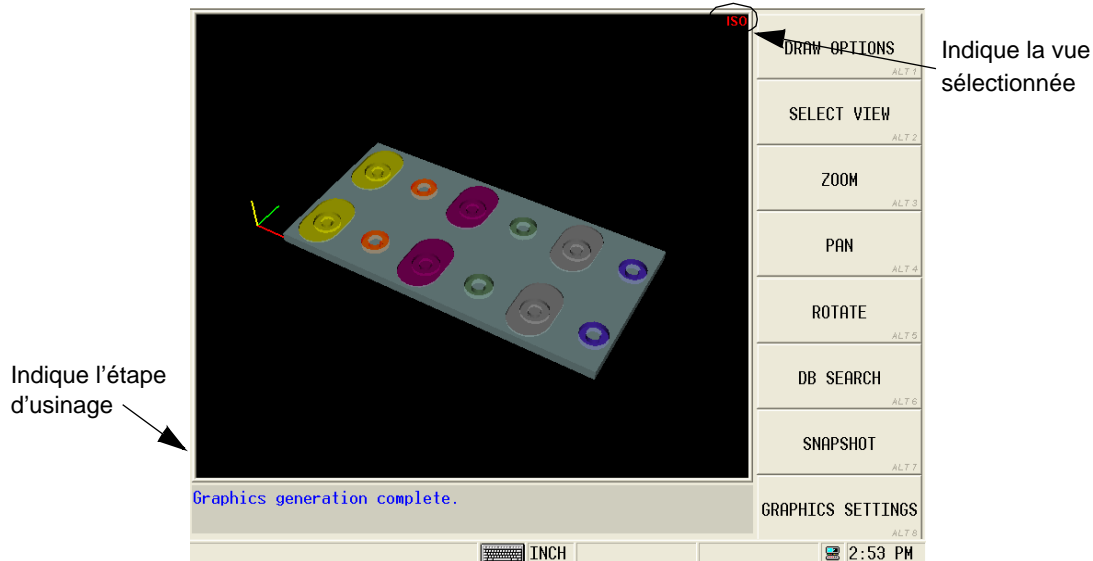 ISO
DRAW OPTIONS
ALT 1
Indique la vue
sélectionnée
SELECT VIEW
ALT 2
ZOOM
ALT 3
PAN
ALT 4
ROTATE
ALT 5
Indique l’étape
d’usinage
DB SEARCH
ALT 6
SNAPSHOT
ALT 7
Graphics generation complete.
GRAPHICS SETTINGS
ALT 8
INCH
2:53 PM